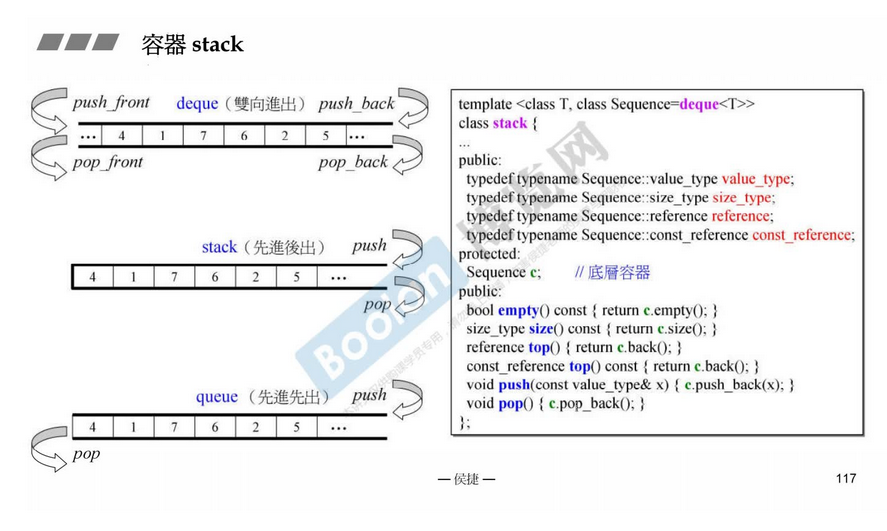 容器 stack
push_front deque（雙向進出） push_back
... 4 1 7 6 2 5 ...
pop_front pop_back
stack（先進後出） push
4 1 7 6 2 5 ...
pop
queue （先進先出） push
4 1 7 6 2 5 ...
pop
template <class T, class Sequence=deque<T>>
class stack {
...
public:
typedef typename Sequence::value_type value_type;
typedef typename Sequence::size_type size_type;
typedef typename Sequence::reference reference;
typedef typename Sequence::const_reference const_reference;
protected:
Sequence c; // 底層容器
public:
bool empty() const { return c.empty(); }
size_type size() const { return c.size(); }
reference top() { return c.back(); }
const_reference top() const { return c.back(); }
void push(const value_type& x) { c.push_back(x); }
void pop() { c.pop_back(); }
};
Boolan 博览网
— 侯捷 —
117